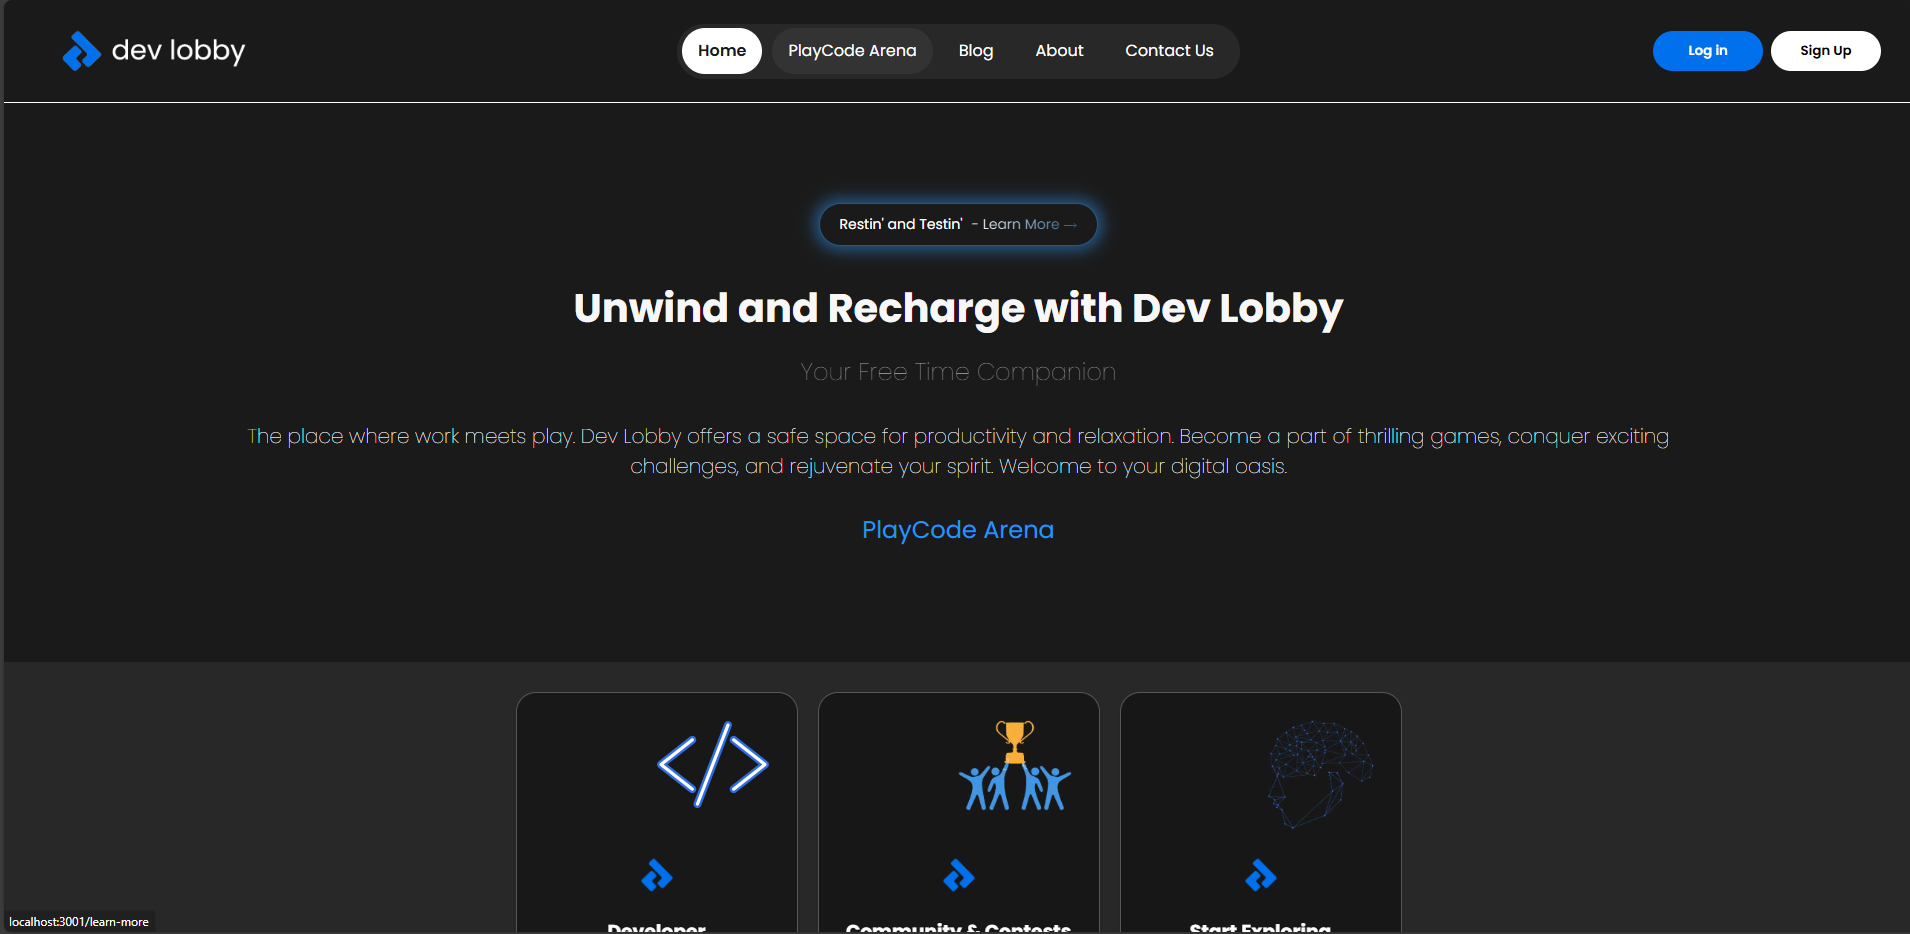 dev lobby
Home PlayCode Arena Blog About Contact Us
Log in Sign Up
Restin' and Testin' - Learn More →
Unwind and Recharge with Dev Lobby
Your Free Time Companion
The place where work meets play. Dev Lobby offers a safe space for productivity and relaxation. Become a part of thrilling games, conquer exciting
challenges, and rejuvenate your spirit. Welcome to your digital oasis.
PlayCode Arena
</>
Developer Community & Contests Start Exploring
localhost:3001/learn-more